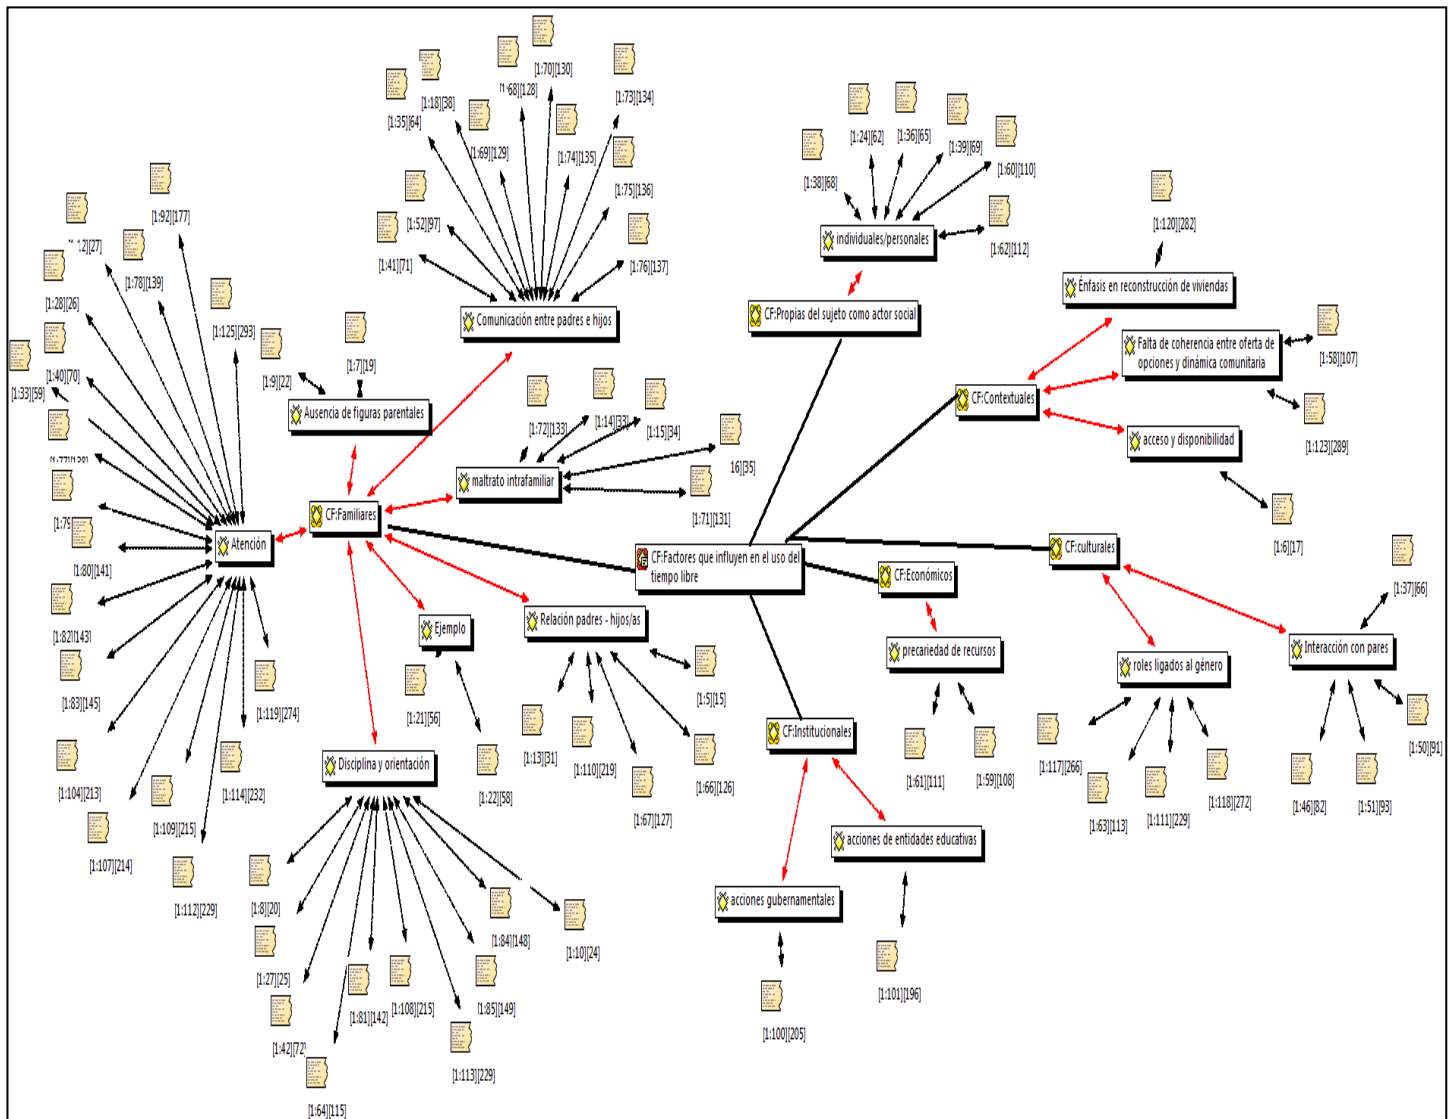 [1:70][130]
[1:68][128]
[1:73][134]
[1:18][38]
[1:35][64]
[1:69][129]
[1:74][135]
[1:75][136]
[1:52][97]
[1:41][71]
[1:76][137]
Comunicación entre padres e hijos
[1:24][62]
[1:36][65]
[1:39][69]
[1:60][110]
[1:38][68]
[1:62][112]
individuales/personales
CF:Propias del sujeto como actor social
[1:120][282]
Énfasis en reconstrucción de viviendas
Falta de coherencia entre oferta de
opciones y dinámica comunitaria
[1:58][107]
[1:123][289]
CF:Contextuales
acceso y disponibilidad
[1:6][17]
[1:92][177]
2][27]
[1:78][139]
[1:28][26]
[1:125][293]
[1:40][70]
[1:33][59]
[1:79
[1:80][141]
[1:82][143]
[1:83][145]
[1:104][213]
[1:107][214]
[1:109][215]
[1:112][229]
[1:114][232]
[1:119][274]
Atención
[1:7][19]
[1:9][22]
Ausencia de figuras parentales
[1:72][133]
[1:14][33]
[1:15][34]
16][35]
[1:71][131]
maltrato intrafamiliar
CF:Familiares
CF:Factores que influyen en el uso del
tiempo libre
CF:Económicos
CF:culturales
precariedad de recursos
[1:61][111]
[1:59][108]
roles ligados al género
[1:117][266]
[1:63][113]
[1:111][229]
[1:118][272]
Interacción con pares
[1:37][66]
[1:46][82]
[1:51][93]
[1:50][91]
Ejemplo
[1:21][56]
[1:22][58]
Relación padres - hijos/as
[1:5][15]
[1:13][31]
[1:110][219]
[1:66][126]
[1:67][127]
CF:Institucionales
acciones de entidades educativas
acciones gubernamentales
[1:101][196]
[1:100][205]
Disciplina y orientación
[1:8][20]
[1:27][25]
[1:42][72]
[1:64][115]
[1:81][142]
[1:108][215]
[1:113][229]
[1:85][149]
[1:84][148]
[1:10][24]